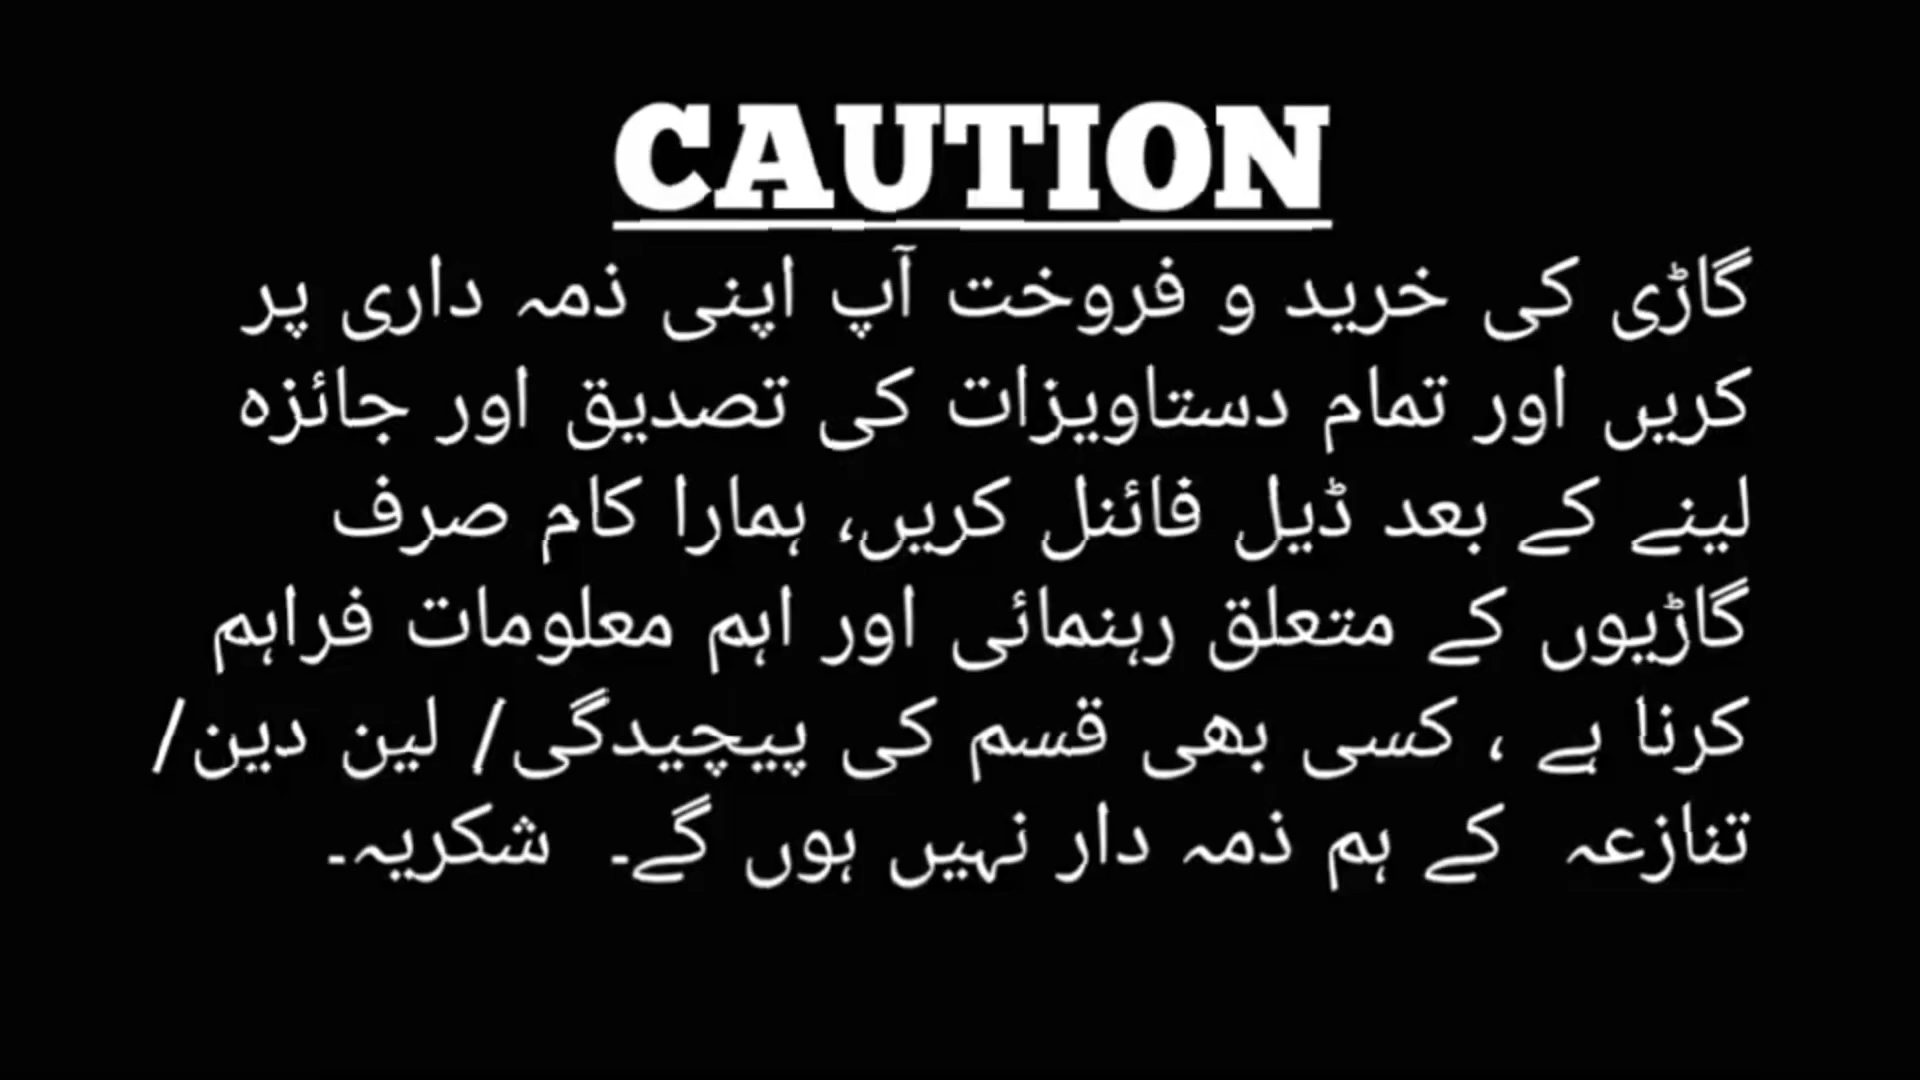 CAUTION
گاڑی کی خرید و فروخت آپ اپنی ذمہ داری پر
کریں اور تمام دستاویزات کی تصدیق اور جائزہ
لینے کے بعد ڈیل فائنل کریں، ہمارا کام صرف
گاڑیوں کے متعلق رہنمائی اور اہم معلومات فراہم
کرنا ہے ، کسی بھی قسم کی پیچیدگی/ لین دین/
تنازعہ کے ہم ذمہ دار نہیں ہوں گے۔ شکریہ۔